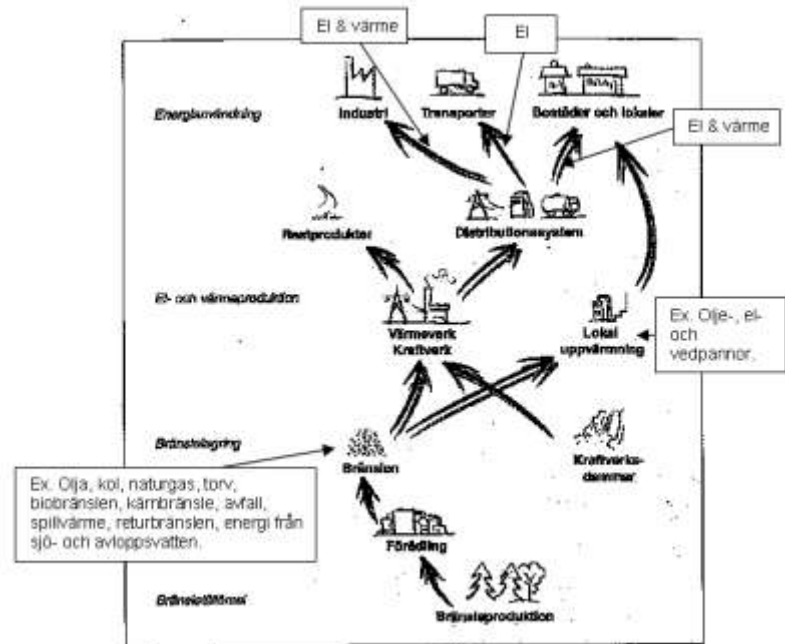 El & värme
El
Energianvändning
Industri
Transporter
Bostäder och lokaler
El & värme
Restprodukter
Distributionssystem
El- och värmeproduktion
Värmeverk
Kraftverk
Lokal
uppvärmning
Ex. Olje-, el-
och
vedpannor.
Bränslelagring
Bränslen
Kraftverks-
dammar
Ex. Olja, kol, naturgas, torv,
biobränslen, kärnbränsle, avfall,
spillvärme, returbränslen, energi från
sjö- och avloppsvatten.
Förädling
Bränsletillförsel
Bränsleproduktion